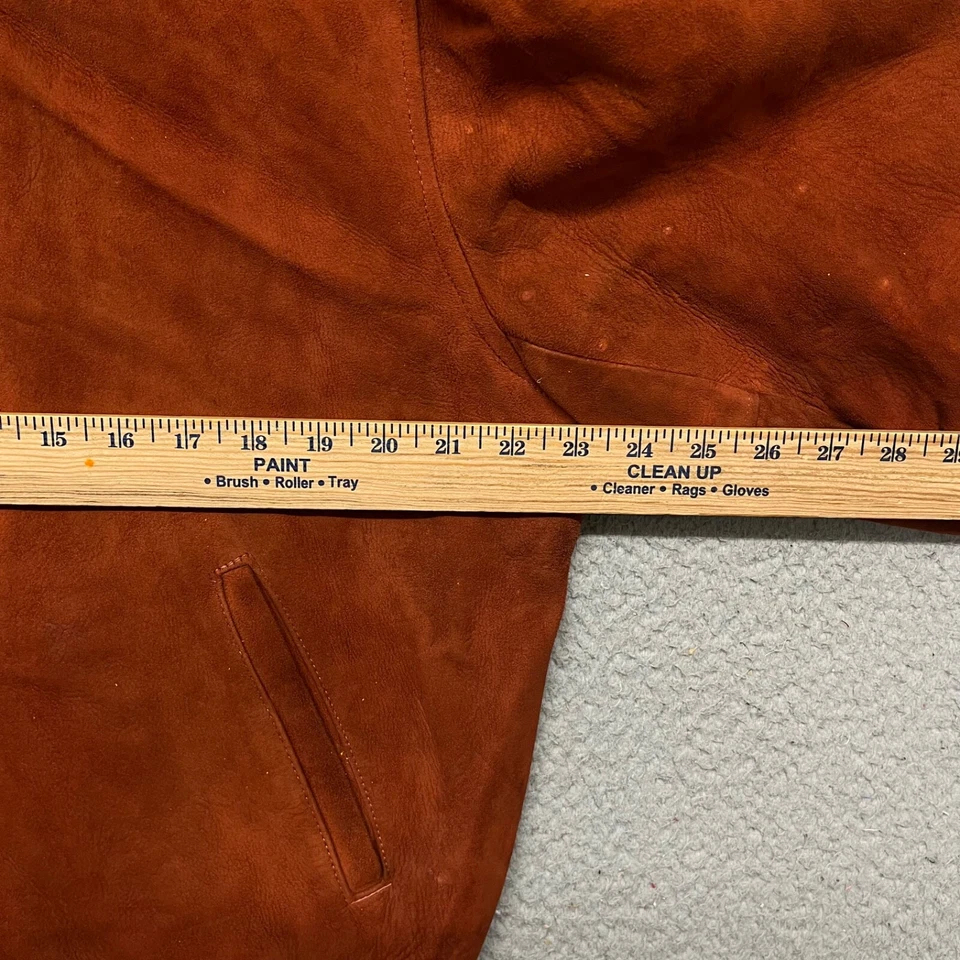 15 16 17 18 19 20 21 22 23 24 25 26 27 28
PAINT
• Brush • Roller • Tray
CLEAN UP
• Cleaner • Rags • Gloves